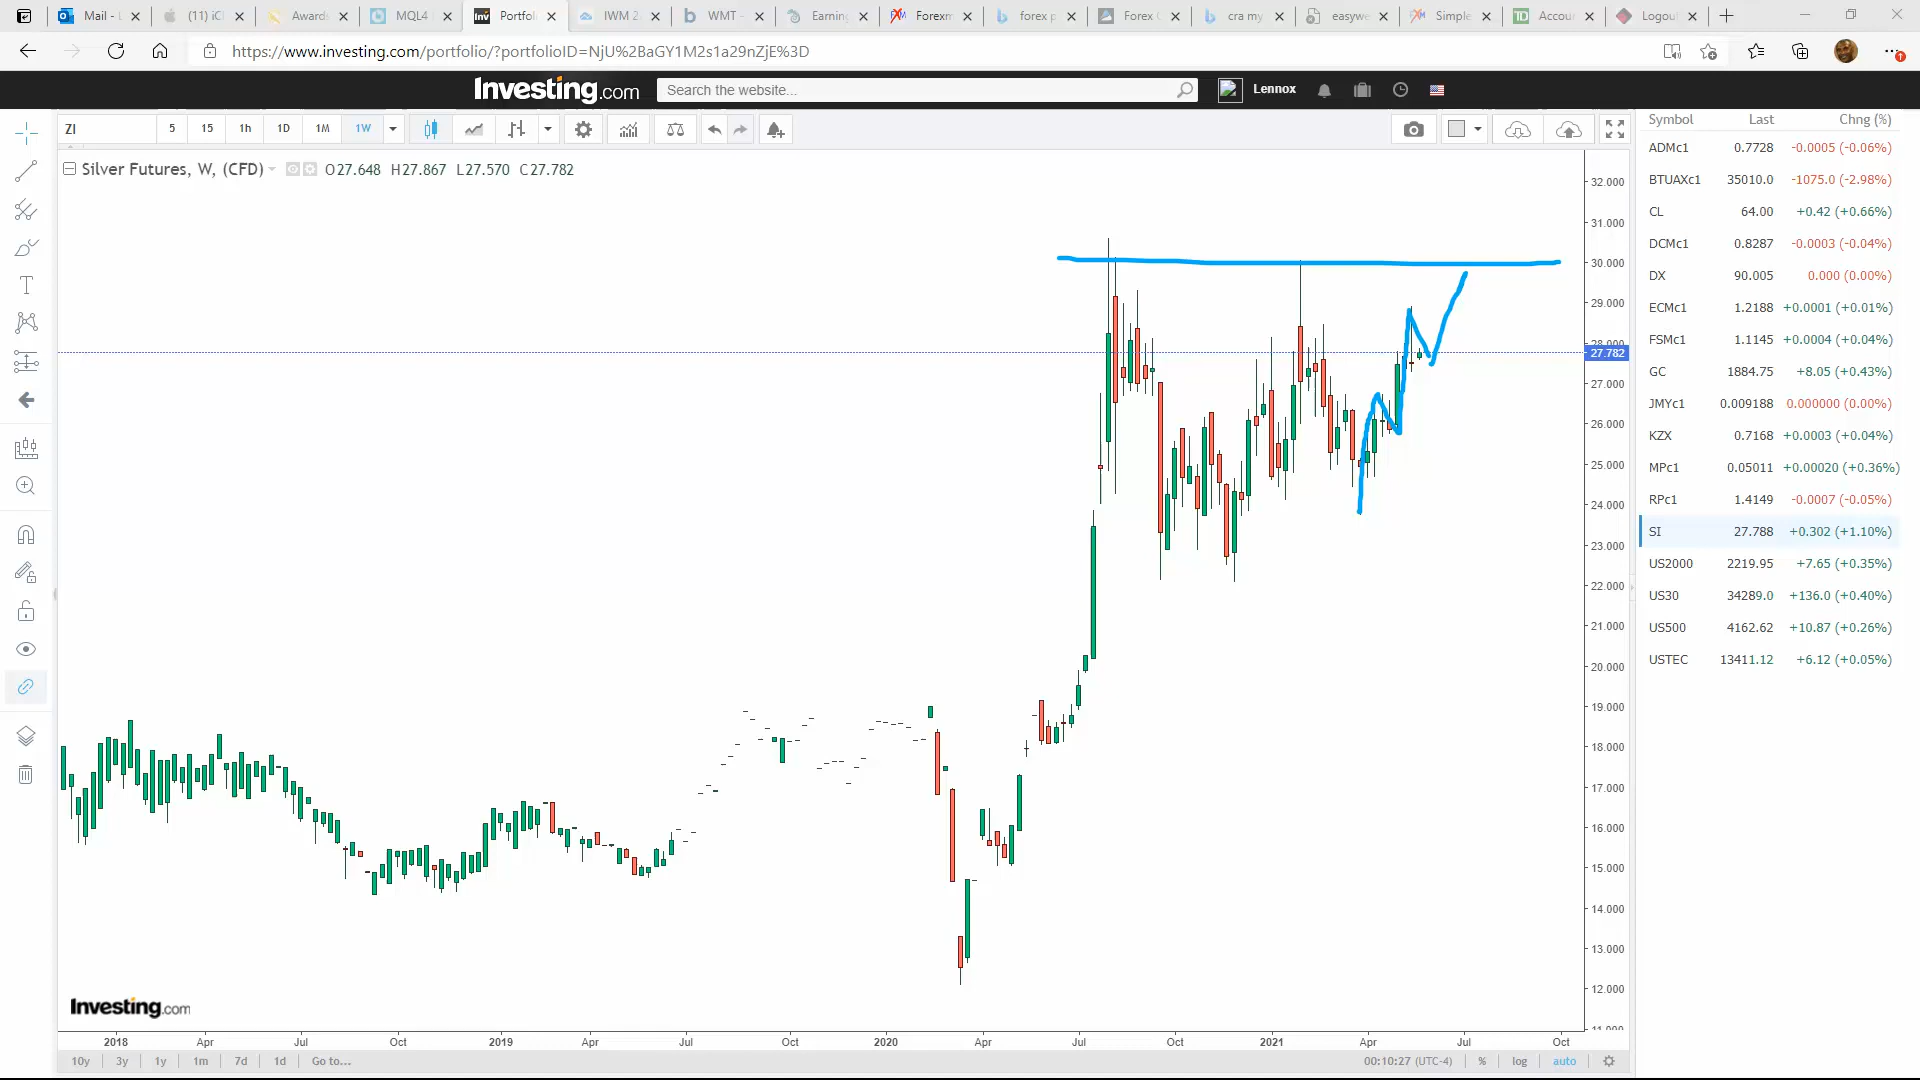 Mail - L
(11) iCl
Awards
MQL4 I
Portfol
IWM 2
WMT -
Earning
Forexm
forex p
Forex C
cra my
easywe
Simple
Accou
Logou
https://www.investing.com/portfolio/?portfolioID=NjU%2BaGY1M2s1a29nZjE%3D
Investing.com Search the website... Lennox
ZI 5 15 1h 1D 1M 1W
Silver Futures, W, (CFD) O27.648 H27.867 L27.570 C27.782
Symbol Last Chng (%)
ADMc1 0.7728 -0.0005 (-0.06%)
BTUAXc1 35010.0 -1075.0 (-2.98%)
CL 64.00 +0.42 (+0.66%)
DCMc1 0.8287 -0.0003 (-0.04%)
DX 90.005 0.000 (0.00%)
ECMc1 1.2188 +0.0001 (+0.01%)
FSMc1 1.1145 +0.0004 (+0.04%)
GC 1884.75 +8.05 (+0.43%)
JMYc1 0.009188 0.000000 (0.00%)
KZX 0.7168 +0.0003 (+0.04%)
MPc1 0.05011 +0.00020 (+0.36%)
RPc1 1.4149 -0.0007 (-0.05%)
SI 27.788 +0.302 (+1.10%)
US2000 2219.95 +7.65 (+0.35%)
US30 34289.0 +136.0 (+0.40%)
US500 4162.62 +10.87 (+0.26%)
USTEC 13411.12 +6.12 (+0.05%)
32.000
31.000
30.000
29.000
28.000
27.782
27.000
26.000
25.000
24.000
23.000
22.000
21.000
20.000
19.000
18.000
17.000
16.000
15.000
14.000
13.000
12.000
11.000
Investing.com
2018 Apr Jul Oct 2019 Apr Jul Oct 2020 Apr Jul Oct 2021 Apr Jul Oct
10y 3y 1y 1m 7d 1d Go to... 00:10:27 (UTC-4) % log auto